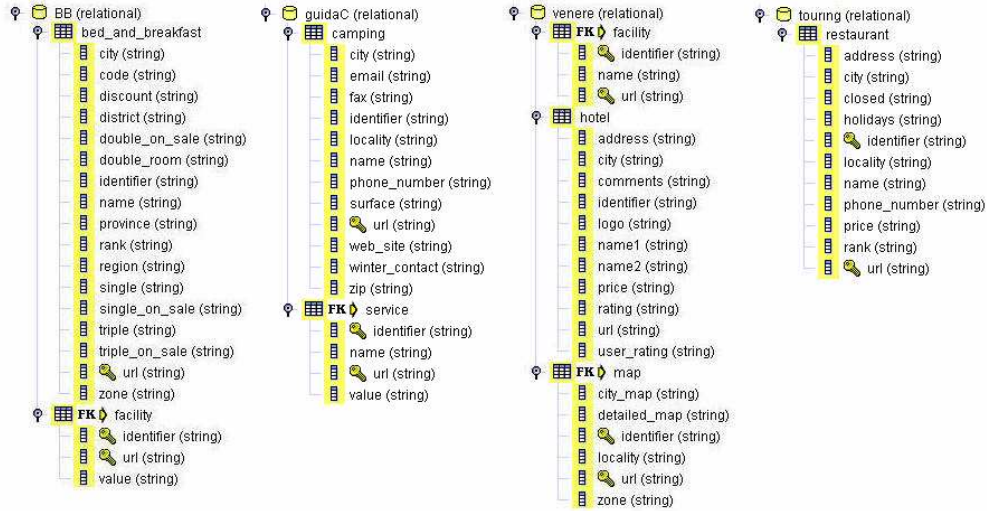 BB (relational)
bed_and_breakfast
city (string)
code (string)
discount (string)
district (string)
double_on_sale (string)
double_room (string)
identifier (string)
name (string)
province (string)
rank (string)
region (string)
single (string)
single_on_sale (string)
triple (string)
triple_on_sale (string)
url (string)
zone (string)
FK facility
identifier (string)
url (string)
value (string)
guidaC (relational)
camping
city (string)
email (string)
fax (string)
identifier (string)
locality (string)
name (string)
phone_number (string)
surface (string)
url (string)
web_site (string)
winter_contact (string)
zip (string)
FK service
identifier (string)
name (string)
url (string)
value (string)
venere (relational)
FK facility
identifier (string)
name (string)
url (string)
hotel
address (string)
city (string)
comments (string)
identifier (string)
logo (string)
name1 (string)
name2 (string)
price (string)
rating (string)
url (string)
user_rating (string)
FK map
city_map (string)
detailed_map (string)
identifier (string)
locality (string)
url (string)
zone (string)
touring (relational)
restaurant
address (string)
city (string)
closed (string)
holidays (string)
identifier (string)
locality (string)
name (string)
phone_number (string)
price (string)
rank (string)
url (string)